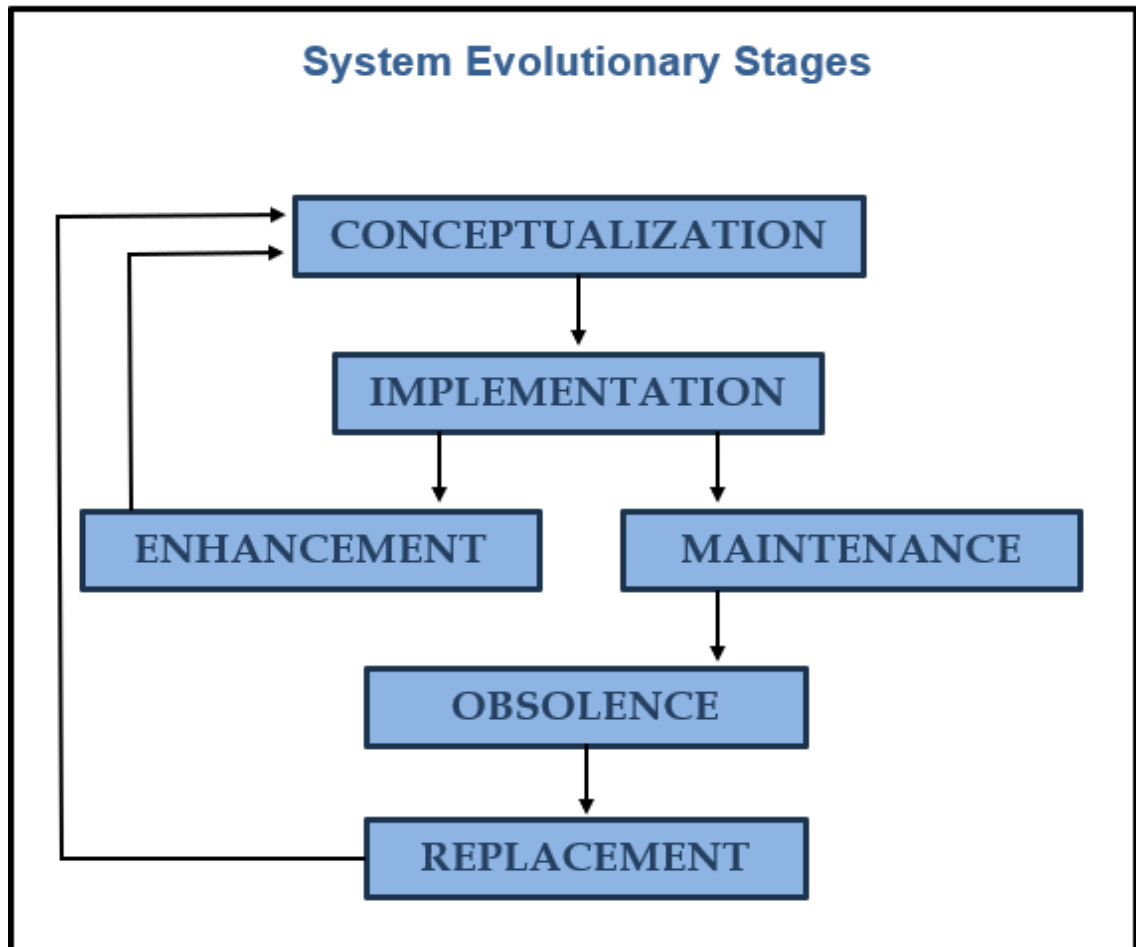 System Evolutionary Stages
CONCEPTUALIZATION
IMPLEMENTATION
ENHANCEMENT
MAINTENANCE
OBSOLENCE
REPLACEMENT